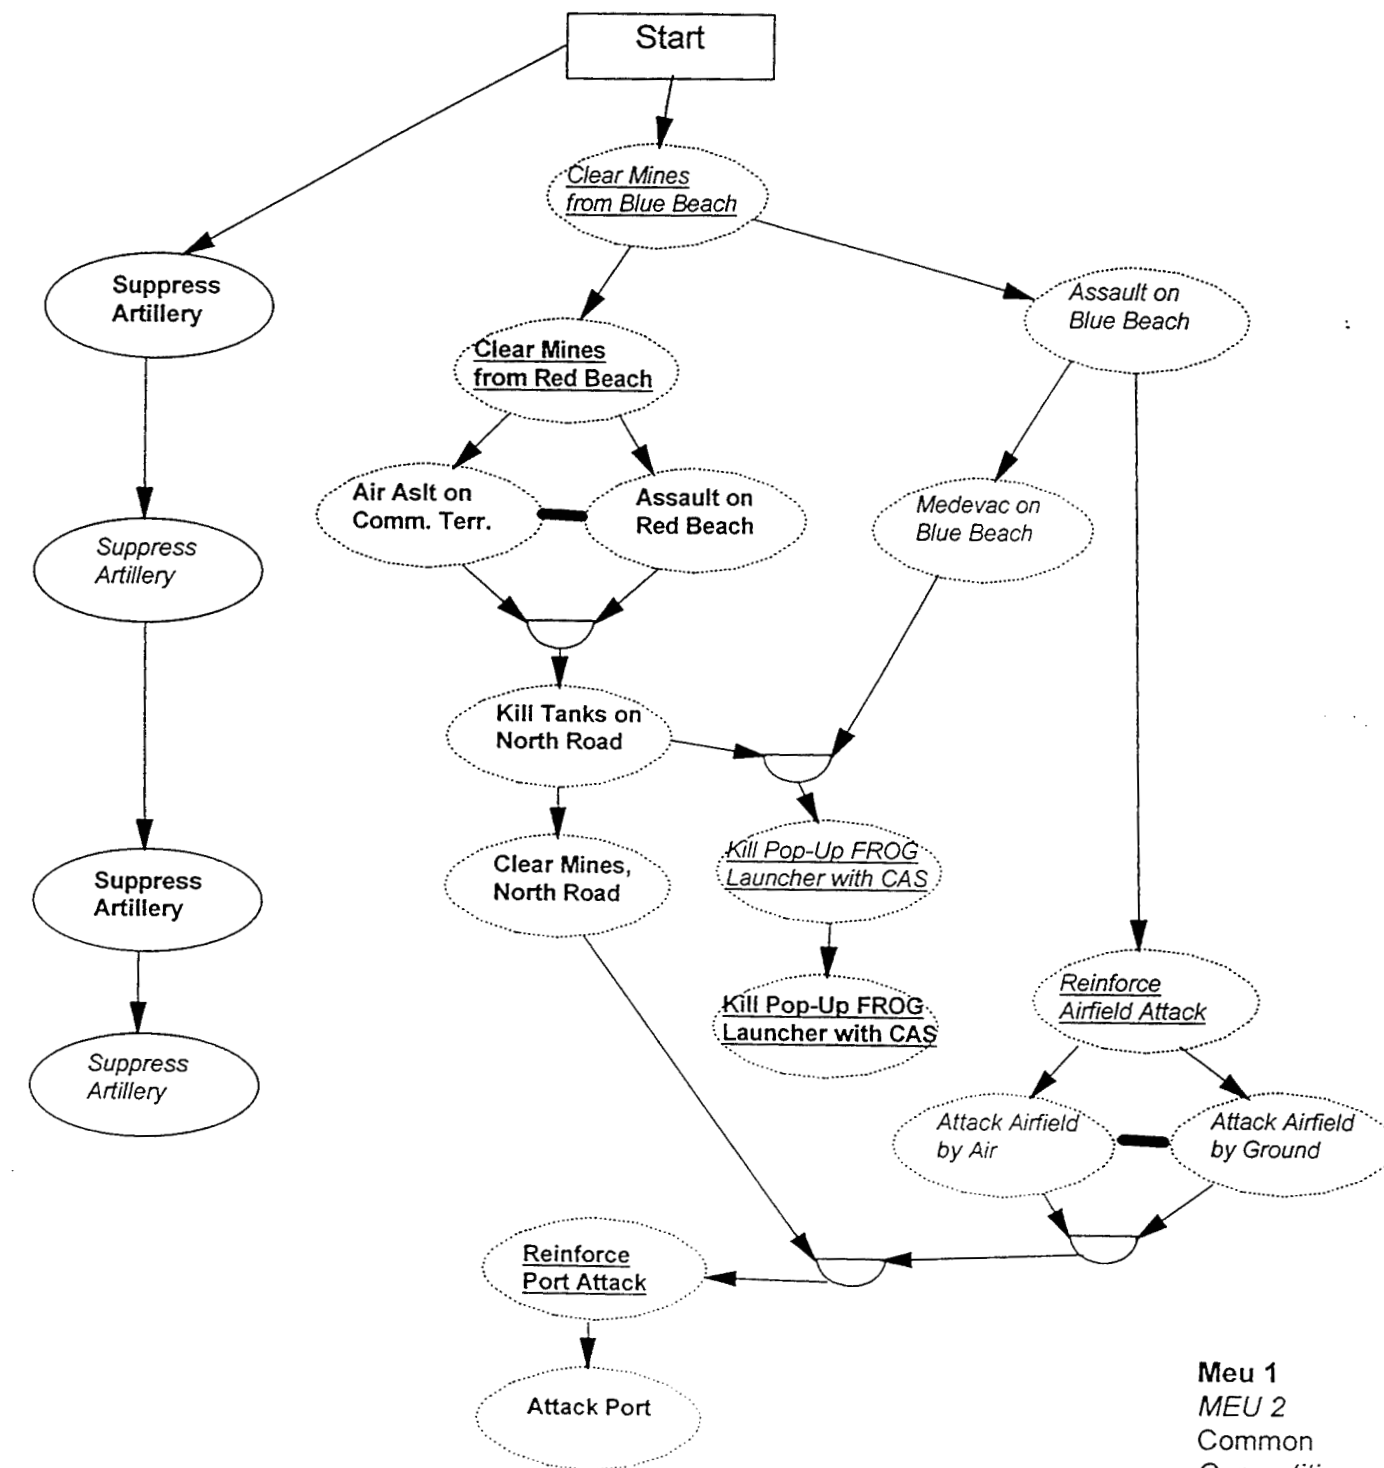 Start
Clear Mines
from Blue Beach
Suppress
Artillery
Assault on
Blue Beach
Clear Mines
from Red Beach
Air Aslt on
Comm. Terr.
Assault on
Red Beach
Medevac on
Blue Beach
Suppress
Artillery
Kill Tanks on
North Road
Clear Mines,
North Road
Kill Pop-Up FROG
Launcher with CAS
Suppress
Artillery
Kill Pop-Up FROG
Launcher with CAS
Reinforce
Airfield Attack
Suppress
Artillery
Attack Airfield
by Air
Attack Airfield
by Ground
Reinforce
Port Attack
Attack Port
Meu 1
MEU 2
Common